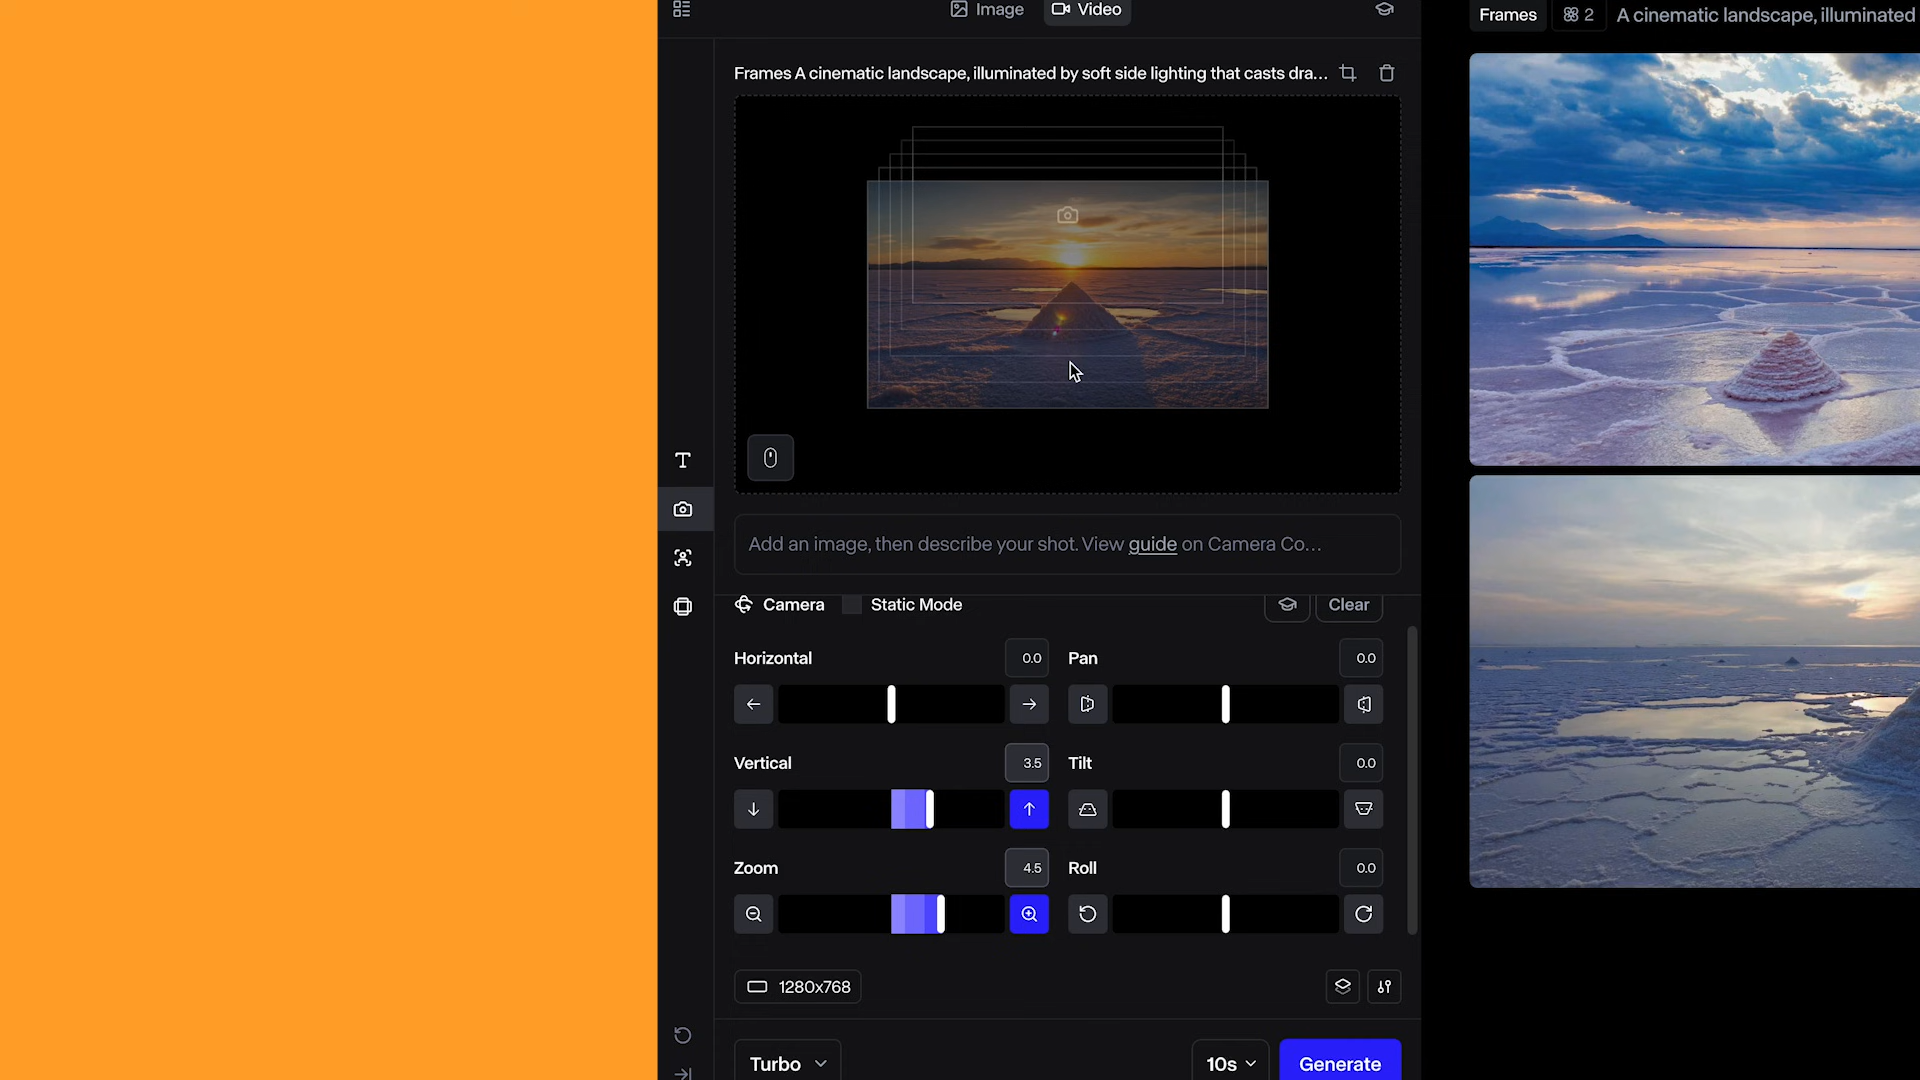 Image
Video
Frames
2
A cinematic landscape, illuminated
Frames A cinematic landscape, illuminated by soft side lighting that casts dra...
Add an image, then describe your shot. View guide on Camera Co...
Camera
Static Mode
Clear
Horizontal
0.0
Pan
0.0
Vertical
3.5
Tilt
0.0
Zoom
4.5
Roll
0.0
1280x768
Turbo
10s
Generate